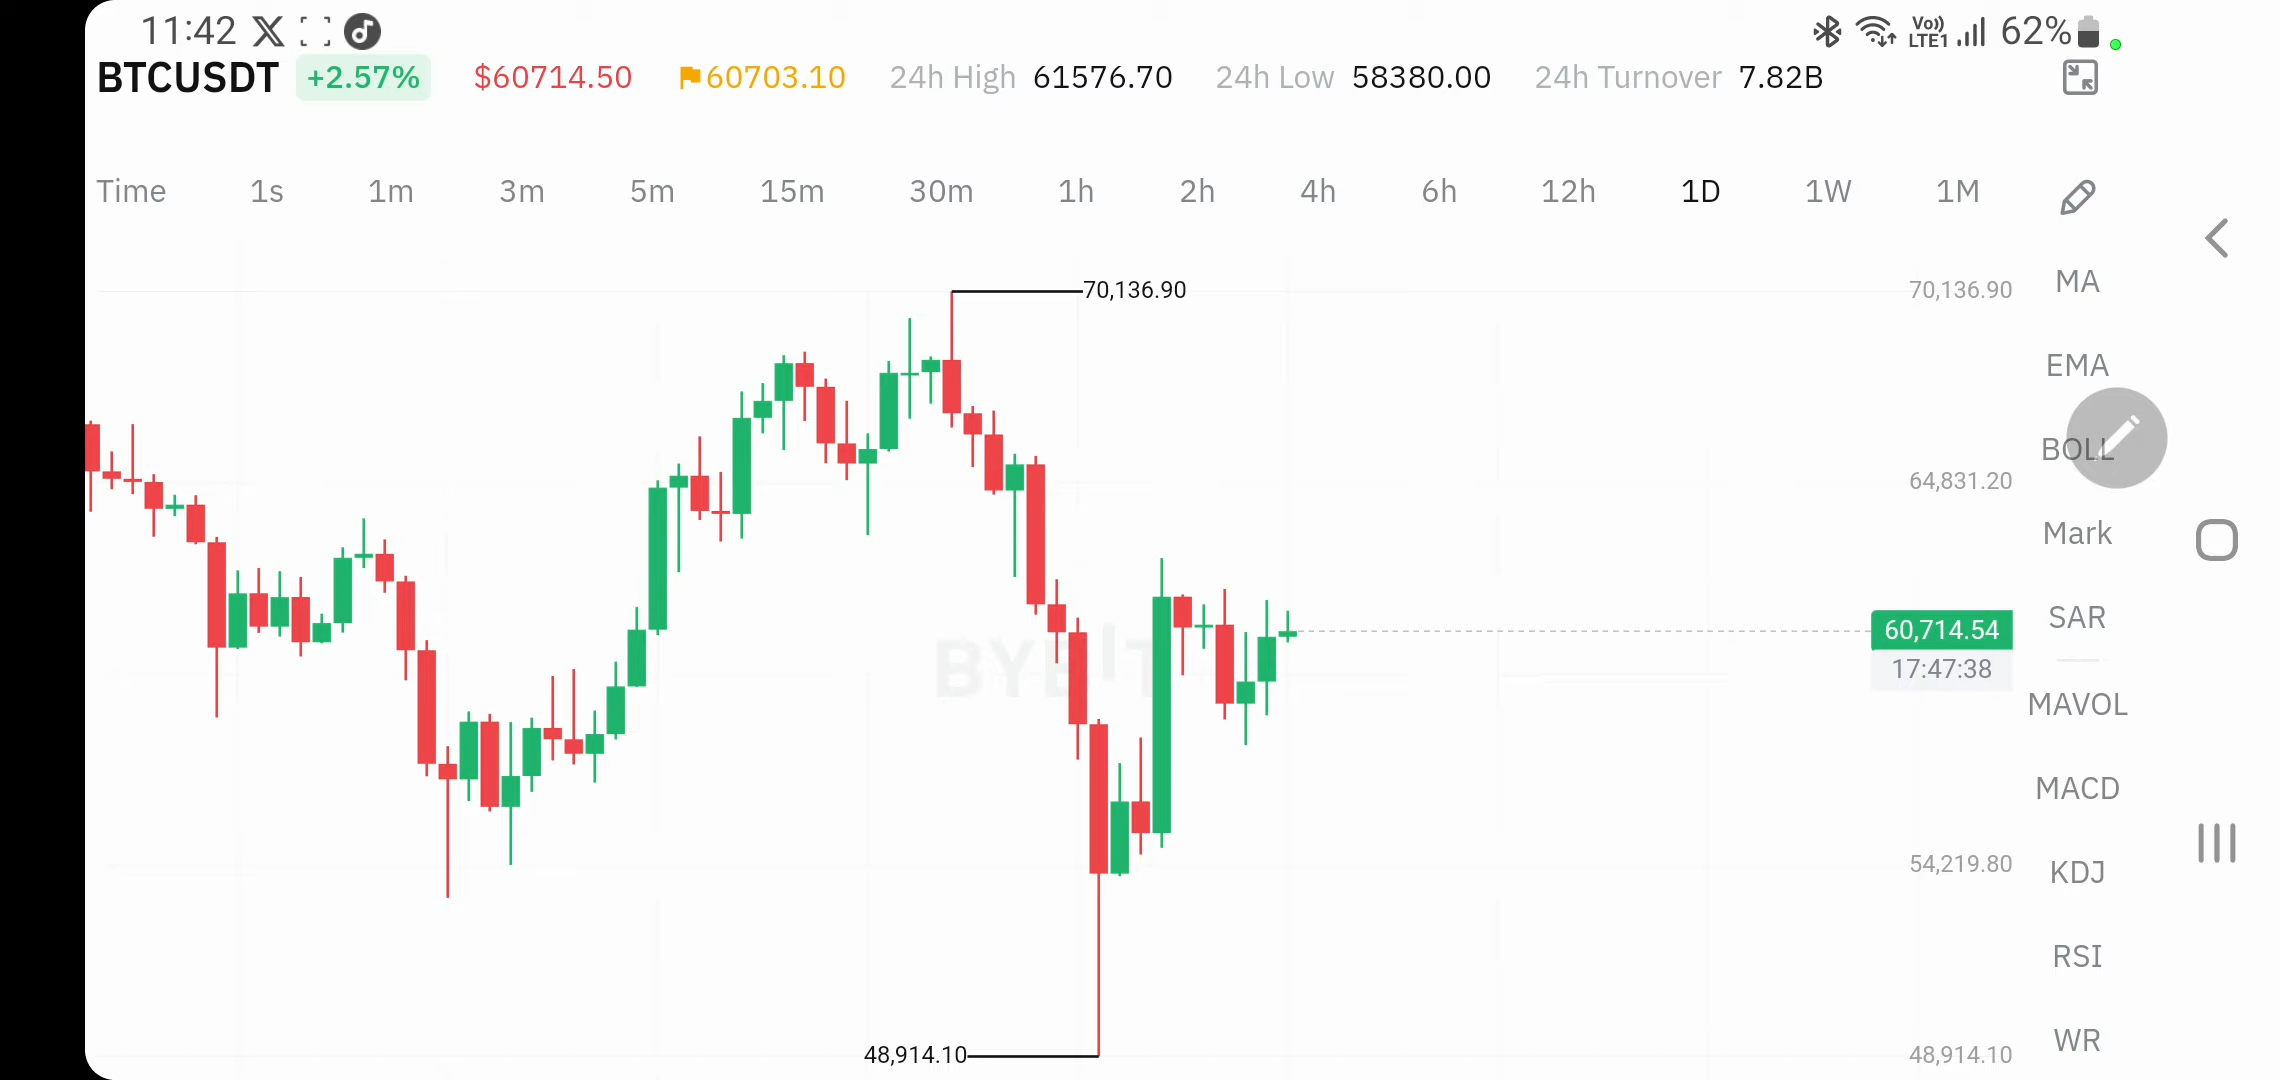 11:42 Vo)) LTE1 62%
BTCUSDT +2.57% $60714.50 60703.10 24h High 61576.70 24h Low 58380.00 24h Turnover 7.82B
Time 1s 1m 3m 5m 15m 30m 1h 2h 4h 6h 12h 1D 1W 1M
MA
70,136.90 70,136.90
EMA
BOLL
64,831.20
Mark
SAR
60,714.54
BYBIT
17:47:38
MAVOL
MACD
54,219.80
KDJ
RSI
WR
48,914.10 48,914.10